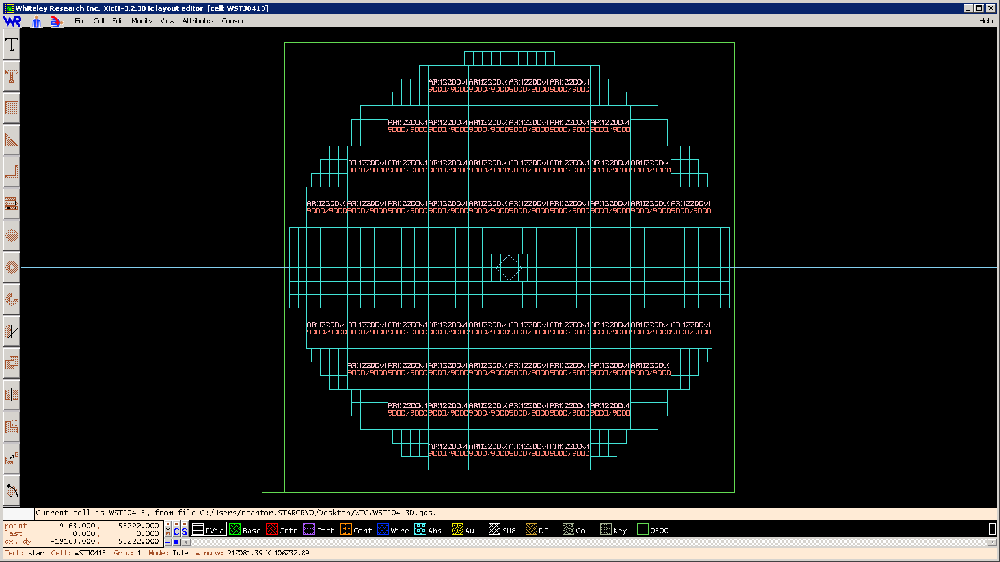 Whiteley Research Inc. XicII-3.2.30 ic layout editor [cell: WSTJ0413]
WR File Cell Edit Modify View Attributes Convert Help
T
T
AR1122DDv1 AR1122DDv1 AR1122DDv1 AR1122DDv1
9000/9000 9000/9000 9000/9000 9000/9000
AR1122DDv1 AR1122DDv1 AR1122DDv1 AR1122DDv1 AR1122DDv1 AR1122DDv1
9000/9000 9000/9000 9000/9000 9000/9000 9000/9000 9000/9000
AR1122DDv1 AR1122DDv1 AR1122DDv1 AR1122DDv1 AR1122DDv1 AR1122DDv1 AR1122DDv1 AR1122DDv1
9000/9000 9000/9000 9000/9000 9000/9000 9000/9000 9000/9000 9000/9000 9000/9000
AR1122DDv1 AR1122DDv1 AR1122DDv1 AR1122DDv1 AR1122DDv1 AR1122DDv1 AR1122DDv1 AR1122DDv1 AR1122DDv1 AR1122DDv1
9000/9000 9000/9000 9000/9000 9000/9000 9000/9000 9000/9000 9000/9000 9000/9000 9000/9000 9000/9000
AR1122DDv1 AR1122DDv1 AR1122DDv1 AR1122DDv1 AR1122DDv1 AR1122DDv1 AR1122DDv1 AR1122DDv1 AR1122DDv1 AR1122DDv1
9000/9000 9000/9000 9000/9000 9000/9000 9000/9000 9000/9000 9000/9000 9000/9000 9000/9000 9000/9000
AR1122DDv1 AR1122DDv1 AR1122DDv1 AR1122DDv1 AR1122DDv1 AR1122DDv1 AR1122DDv1 AR1122DDv1
9000/9000 9000/9000 9000/9000 9000/9000 9000/9000 9000/9000 9000/9000 9000/9000
AR1122DDv1 AR1122DDv1 AR1122DDv1 AR1122DDv1 AR1122DDv1 AR1122DDv1
9000/9000 9000/9000 9000/9000 9000/9000 9000/9000 9000/9000
AR1122DDv1 AR1122DDv1 AR1122DDv1 AR1122DDv1
9000/9000 9000/9000 9000/9000 9000/9000
Current cell is WSTJ0413, from file C:/Users/rcantor.STARCRYO/Desktop/XIC/WSTJ0413D.gds.
point -19163.000, 53222.000
last 0.000, 0.000
dx, dy -19163.000, 53222.000
C S
PVia Base Cntr Etch Cont Wire Abs Au SU8 DE Col Key O500
Tech: star Cell: WSTJ0413 Grid: 1 Mode: Idle Window: 217081.39 X 106732.89